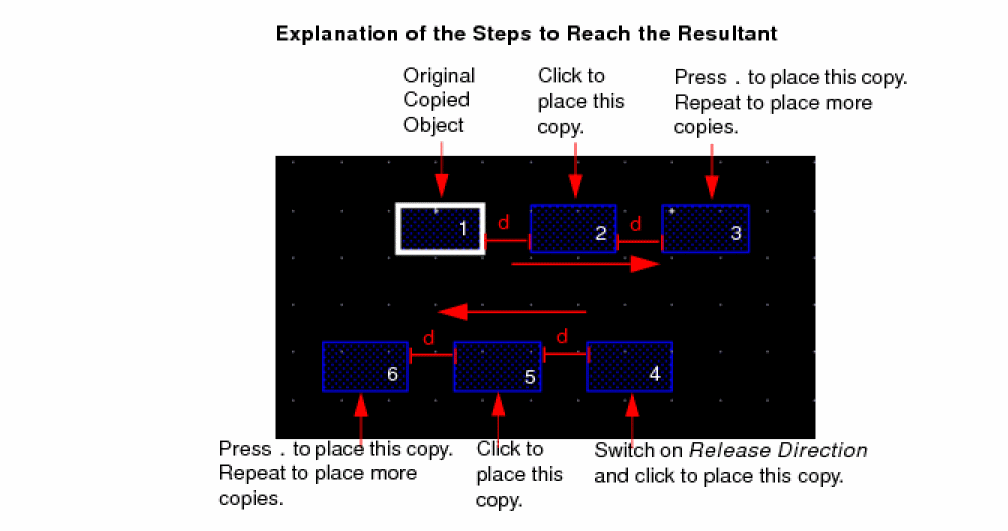 Explanation of the Steps to Reach the Resultant
Original
Copied
Object
Click to
place this
copy.
Press . to place this copy.
Repeat to place more
copies.
1
d
2
d
3
d
d
6
5
4
Press . to place this copy.
Repeat to place more
copies.
Click to
place this
copy.
Switch on Release Direction
and click to place this copy.